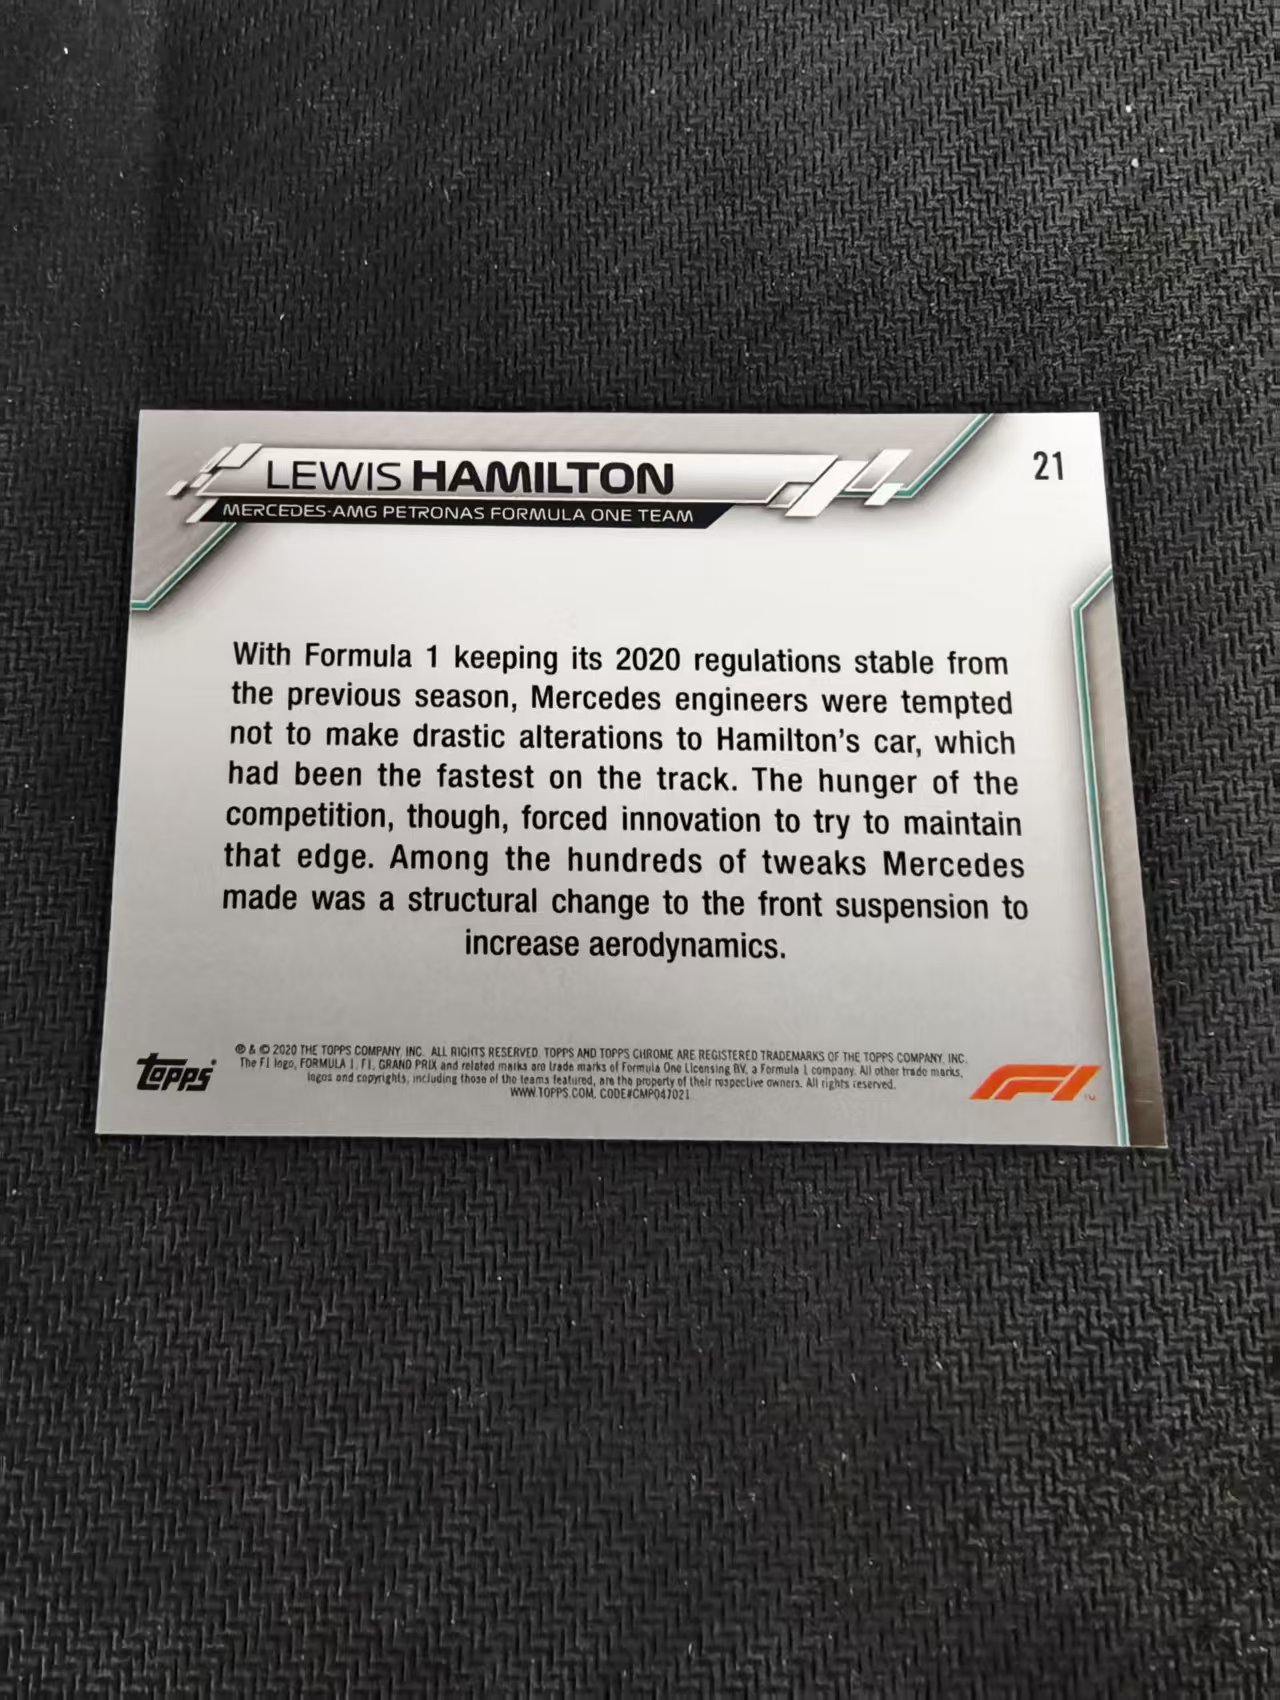 LEWIS HAMILTON
21
MERCEDES-AMG PETRONAS FORMULA ONE TEAM
With Formula 1 keeping its 2020 regulations stable from
the previous season, Mercedes engineers were tempted
not to make drastic alterations to Hamilton's car, which
had been the fastest on the track. The hunger of the
competition, though, forced innovation to try to maintain
that edge. Among the hundreds of tweaks Mercedes
made was a structural change to the front suspension to
increase aerodynamics.
topps
® & © 2020 THE TOPPS COMPANY, INC. ALL RIGHTS RESERVED. TOPPS AND TOPPS CHROME ARE REGISTERED TRADEMARKS OF THE TOPPS COMPANY, INC.
The F1 logo, FORMULA 1, F1, GRAND PRIX and related marks are trade marks of Formula One Licensing BV, a Formula 1 company. All other trade marks,
logos and copyrights, including those of the teams featured, are the property of their respective owners. All rights reserved.
WWW.TOPPS.COM. CODE#CMP047021
F1 ™